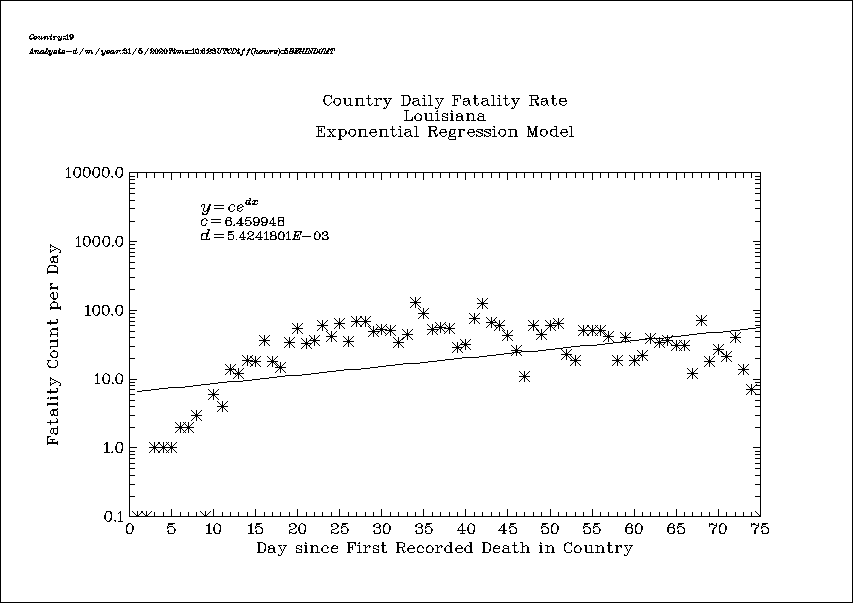 Country:19
Country Daily Fatality Rate
Louisiana
Exponential Regression Model
10000.0
1000.0
100.0
10.0
1.0
0.1
y=ce^dx
c=6.459948
d=5.4241801E-03
Fatality Count per Day
0 5 10 15 20 25 30 35 40 45 50 55 60 65 70 75
Day since First Recorded Death in Country